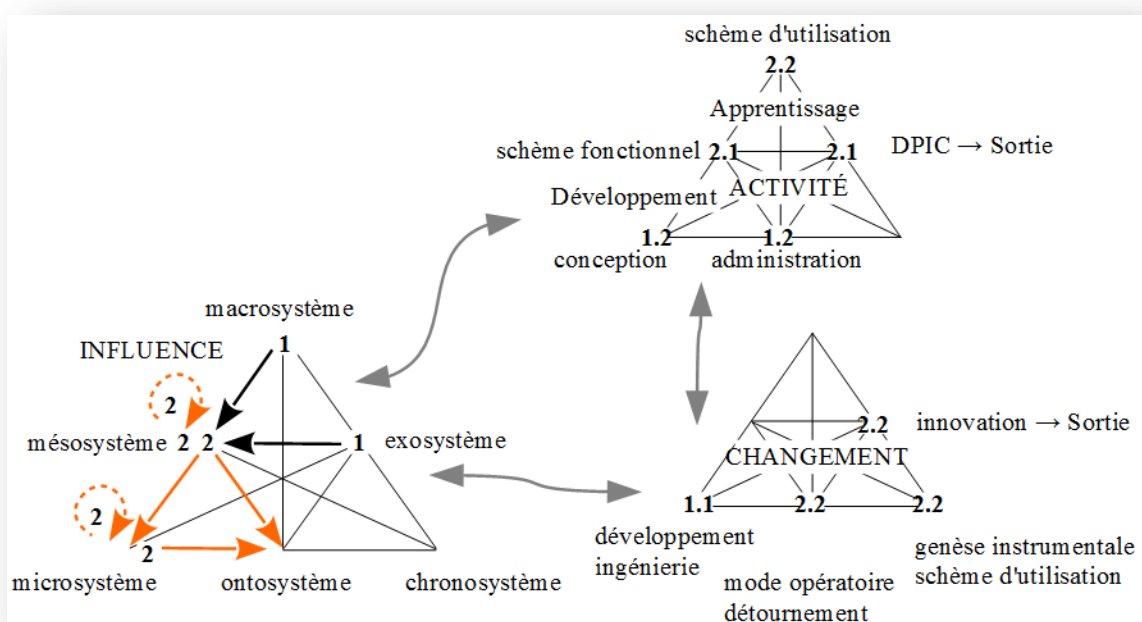 schème d'utilisation
2.2
Apprentissage
schème fonctionnel 2.1 2.1 DPIC → Sortie
Développement ACTIVITÉ
1.2 1.2
conception administration
macrosystème
1
INFLUENCE
2
mésosystème 2 2 1 exosystème
2
2
microsystème ontosystème chronosystème
2.2 innovation → Sortie
CHANGEMENT
1.1 2.2 2.2
développement
ingénierie
mode opératoire
détournement
genèse instrumentale
schème d'utilisation